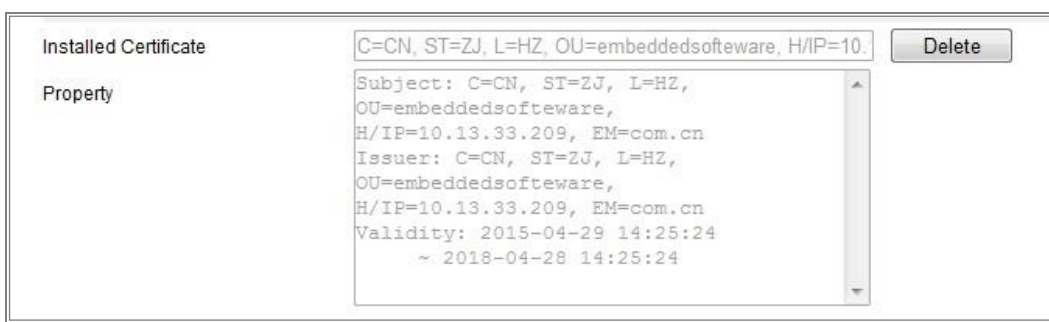 Installed Certificate
C=CN, ST=ZJ, L=HZ, OU=embeddedsofteware, H/IP=10.
Delete
Property
Subject: C=CN, ST=ZJ, L=HZ,
OU=embeddedsofteware,
H/IP=10.13.33.209, EM=com.cn
Issuer: C=CN, ST=ZJ, L=HZ,
OU=embeddedsofteware,
H/IP=10.13.33.209, EM=com.cn
Validity: 2015-04-29 14:25:24
~ 2018-04-28 14:25:24